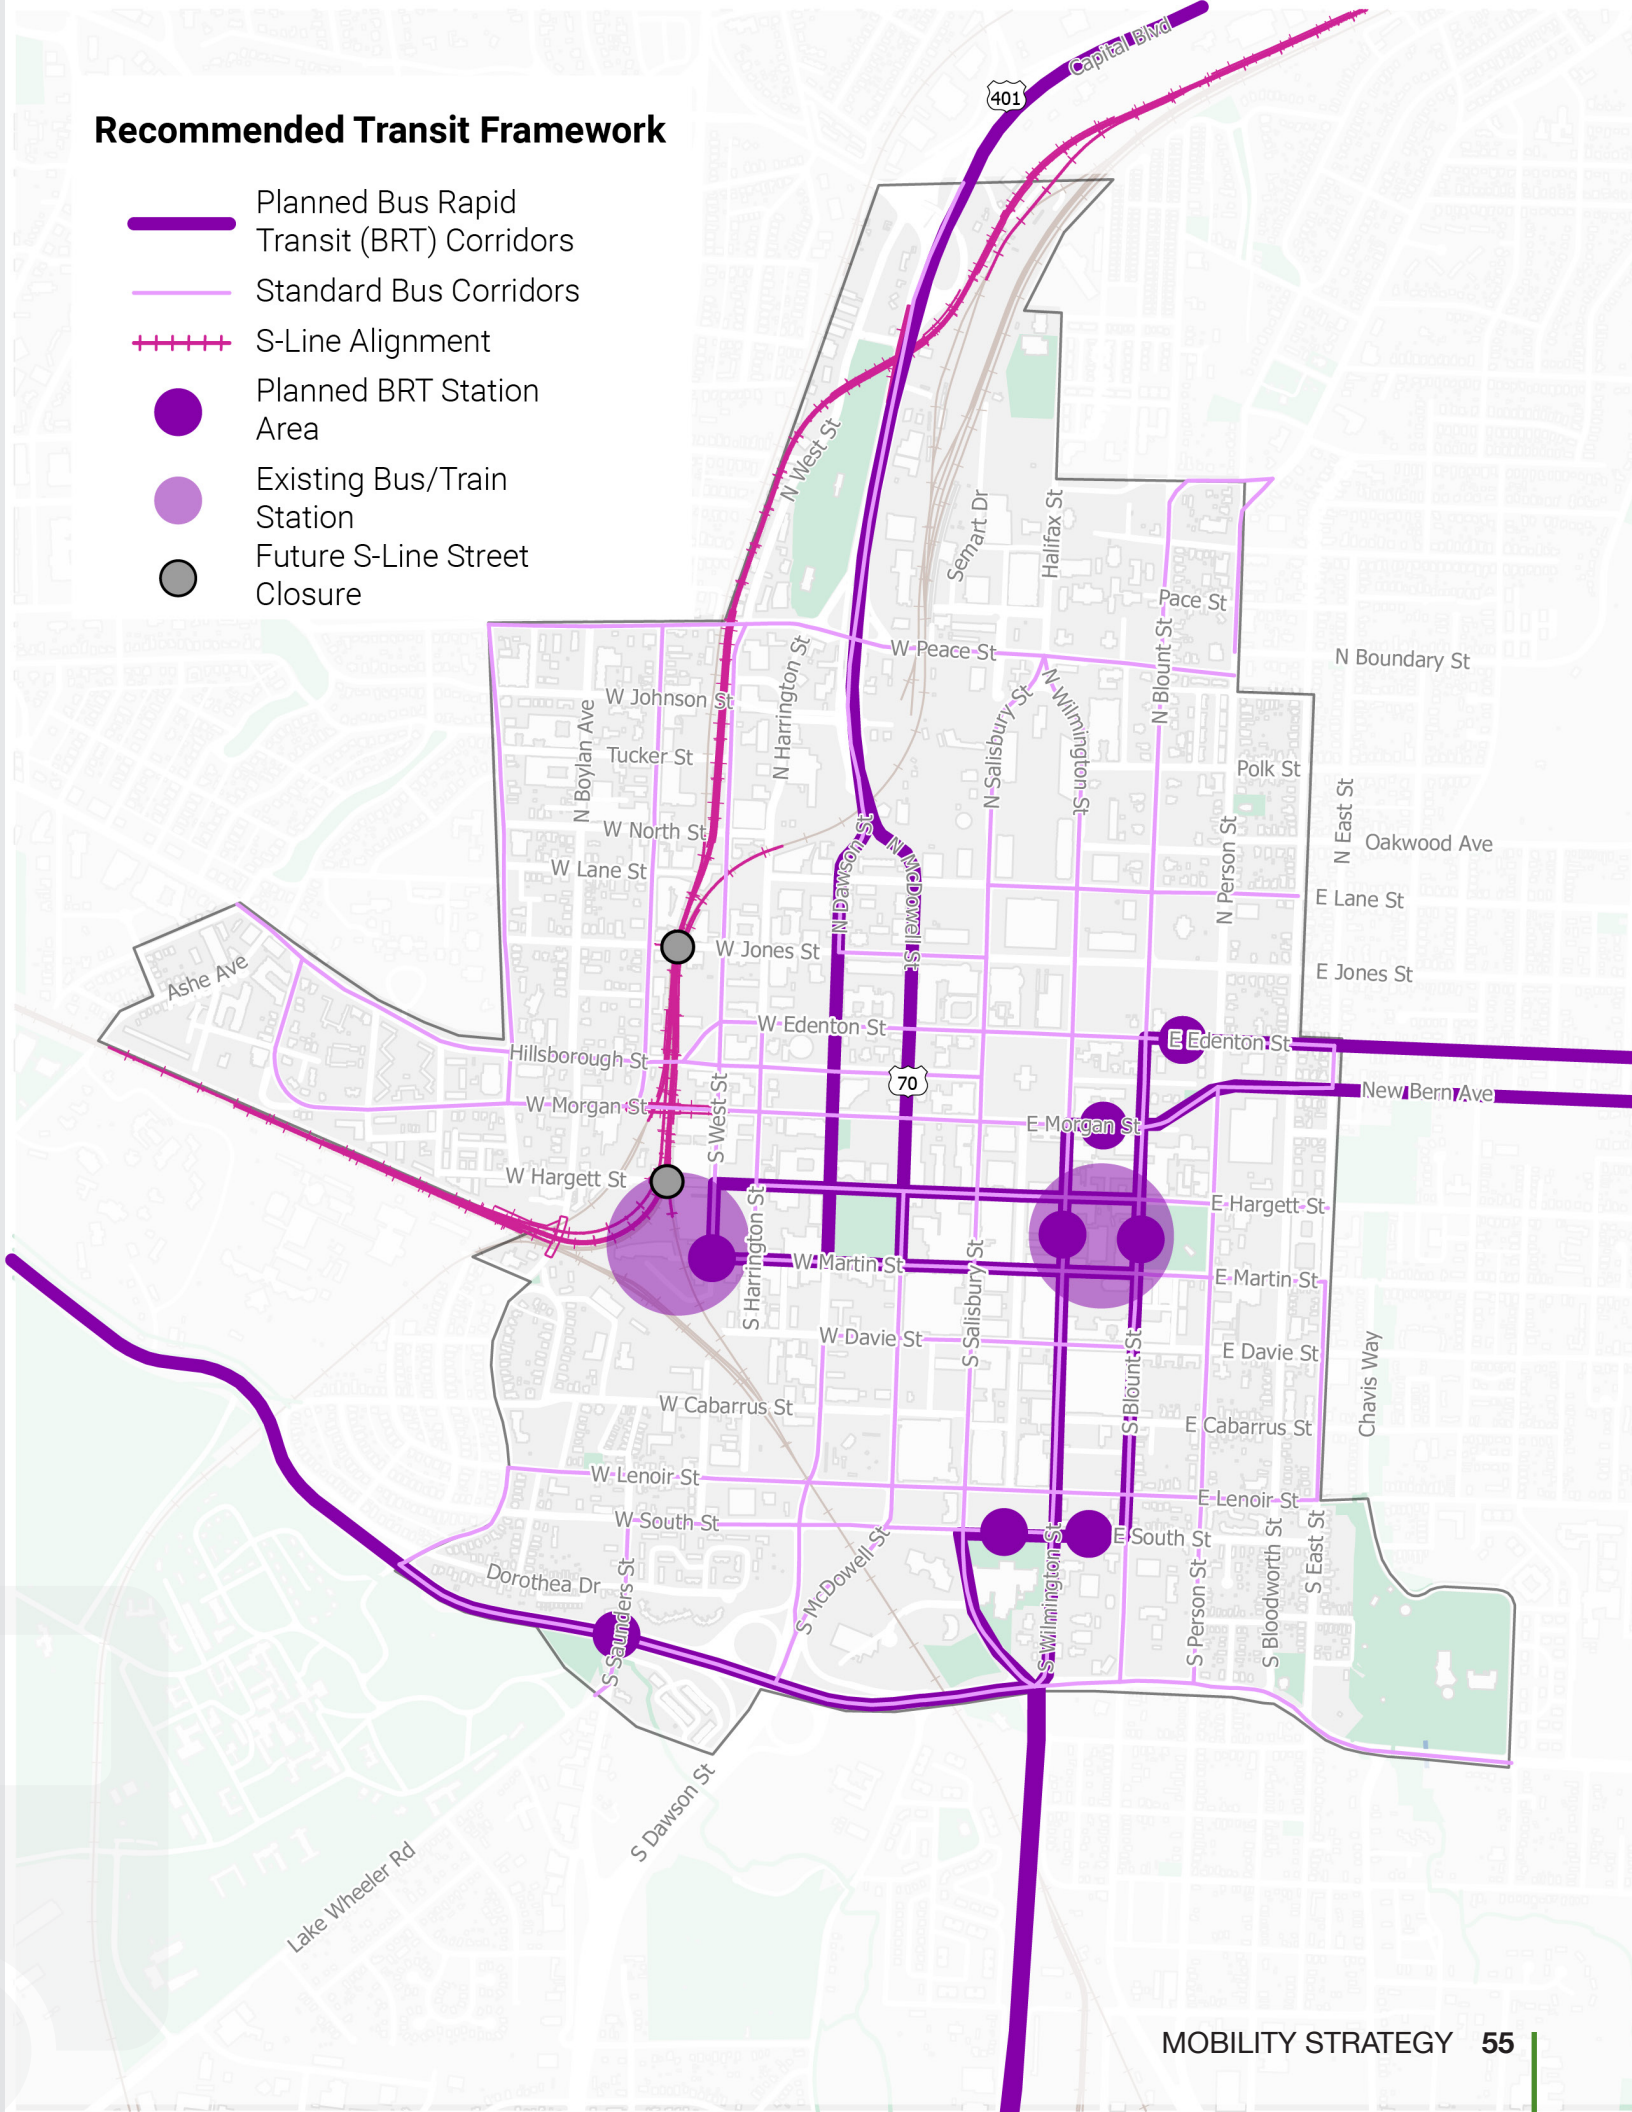 Capital Blvd
401
Recommended Transit Framework
Planned Bus Rapid
Transit (BRT) Corridors
Standard Bus Corridors
S-Line Alignment
Planned BRT Station
Area
Existing Bus/Train
Station
Future S-Line Street
Closure
N West St
Semart Dr
Halifax St
Pace St
N Blount St
W Peace St
N Boundary St
W Johnson St
N Harrington St
N Salisbury St
N Wilmington St
N Boylan Ave
Tucker St
Polk St
N East St
W North St
N Dawson St
N McDowell St
N Person St
Oakwood Ave
W Lane St
E Lane St
Ashe Ave
W Jones St
E Jones St
W Edenton St
E Edenton St
Hillsborough St
70
New Bern Ave
W Morgan St
S West St
E Morgan St
W Hargett St
E Hargett St
S Harrington St
W Martin St
S Salisbury St
E Martin St
W Davie St
E Davie St
S Blount St
Chavis Way
W Cabarrus St
E Cabarrus St
W Lenoir St
E Lenoir St
W South St
E South St
Dorothea Dr
S Saunders St
S McDowell St
S Wilmington St
S Person St
S Bloodworth St
S East St
S Dawson St
Lake Wheeler Rd
MOBILITY STRATEGY 55